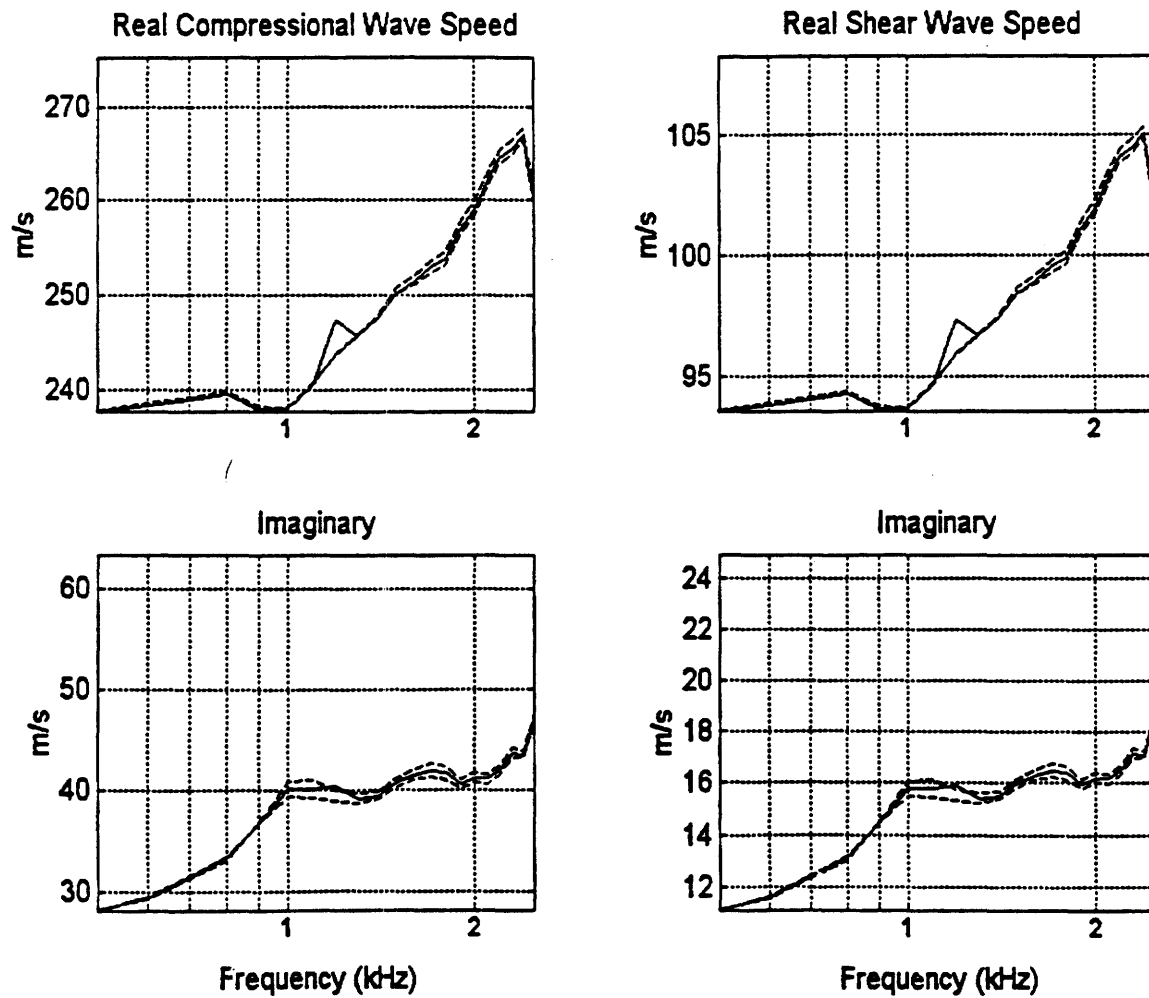 Real Compressional Wave Speed
270
260
250
240
m/s
1
2
Real Shear Wave Speed
105
100
95
m/s
1
2
Imaginary
60
50
40
30
m/s
1
2
Frequency (kHz)
Imaginary
24
22
20
18
16
14
12
m/s
1
2
Frequency (kHz)